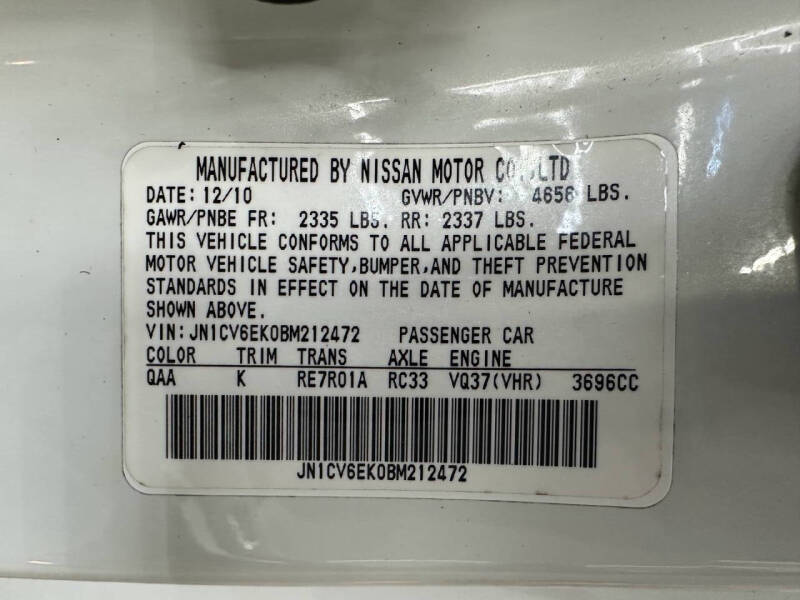 MANUFACTURED BY NISSAN MOTOR CO.,LTD
DATE: 12/10 GVWR/PNBV: 4656 LBS.
GAWR/PNBE FR: 2335 LBS. RR: 2337 LBS.
THIS VEHICLE CONFORMS TO ALL APPLICABLE FEDERAL
MOTOR VEHICLE SAFETY,BUMPER,AND THEFT PREVENTION
STANDARDS IN EFFECT ON THE DATE OF MANUFACTURE
SHOWN ABOVE.
VIN:JN1CV6EK0BM212472 PASSENGER CAR
COLOR TRIM TRANS AXLE ENGINE
QAA K RE7R01A RC33 VQ37(VHR) 3696CC
JN1CV6EK0BM212472